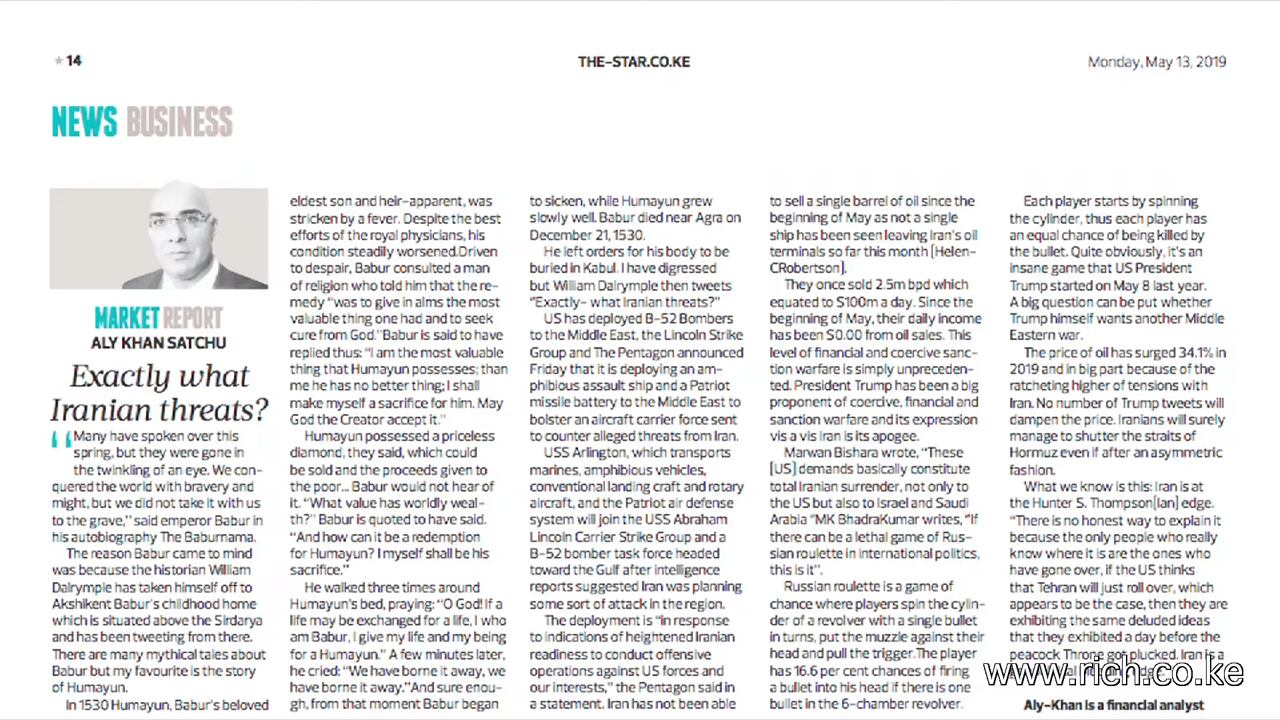 ★14
THE-STAR.CO.KE
Monday, May 13, 2019
NEWS BUSINESS
MARKET REPORT
ALY KHAN SATCHU
Exactly what
Iranian threats?
“Many have spoken over this
spring, but they were gone in
the twinkling of an eye. We con-
quered the world with bravery and
might, but we did not take it with us
to the grave,” said emperor Babur in
his autobiography The Baburnama.
The reason Babur came to mind
was because the historian William
Dalrymple has taken himself off to
Akshikent Babur's childhood home
which is situated above the Sirdarya
and has been tweeting from there.
There are many mythical tales about
Babur but my favourite is the story
of Humayun.
In 1530 Humayun, Babur's beloved
eldest son and heir-apparent, was
stricken by a fever. Despite the best
efforts of the royal physicians, his
condition steadily worsened.Driven
to despair, Babur consulted a man
of religion who told him that the re-
medy “was to give in alms the most
valuable thing one had and to seek
cure from God.”Babur is said to have
replied thus: “I am the most valuable
thing that Humayun possesses; than
me he has no better thing; I shall
make myself a sacrifice for him. May
God the Creator accept it.”
Humayun possessed a priceless
diamond, they said, which could
be sold and the proceeds given to
the poor... Babur would not hear of
it. “What value has worldly weal-
th?” Babur is quoted to have said.
“And how can it be a redemption
for Humayun? I myself shall be his
sacrifice.”
He walked three times around
Humayun's bed, praying: “O God! If a
life may be exchanged for a life, I who
am Babur, I give my life and my being
for a Humayun.” A few minutes later,
he cried: “We have borne it away, we
have borne it away.”And sure enou-
gh, from that moment Babur began
to sicken, while Humayun grew
slowly well. Babur died near Agra on
December 21, 1530.
He left orders for his body to be
buried in Kabul. I have digressed
but William Dalrymple then tweets
“Exactly- what Iranian threats?”
US has deployed B-52 Bombers
to the Middle East, the Lincoln Strike
Group and The Pentagon announced
Friday that it is deploying an am-
phibious assault ship and a Patriot
missile battery to the Middle East to
bolster an aircraft carrier force sent
to counter alleged threats from Iran.
USS Arlington, which transports
marines, amphibious vehicles,
conventional landing craft and rotary
aircraft, and the Patriot air defense
system will join the USS Abraham
Lincoln Carrier Strike Group and a
B-52 bomber task force headed
toward the Gulf after intelligence
reports suggested Iran was planning
some sort of attack in the region.
The deployment is “in response
to indications of heightened Iranian
readiness to conduct offensive
operations against US forces and
our interests,” the Pentagon said in
a statement. Iran has not been able
to sell a single barrel of oil since the
beginning of May as not a single
ship has been seen leaving Iran's oil
terminals so far this month [Helen-
CRobertson].
They once sold 2.5m bpd which
equated to $100m a day. Since the
beginning of May, their daily income
has been $0.00 from oil sales. This
level of financial and coercive sanc-
tion warfare is simply unpreceden-
ted. President Trump has been a big
proponent of coercive, financial and
sanction warfare and its expression
vis a vis Iran is its apogee.
Marwan Bishara wrote, “These
[US] demands basically constitute
total Iranian surrender, not only to
the US but also to Israel and Saudi
Arabia “MK BhadraKumar writes, “If
there can be a lethal game of Rus-
sian roulette in international politics,
this is it”.
Russian roulette is a game of
chance where players spin the cylin-
der of a revolver with a single bullet
in turns, put the muzzle against their
head and pull the trigger.The player
has 16.6 per cent chances of firing
a bullet into his head if there is one
bullet in the 6-chamber revolver.
Each player starts by spinning
the cylinder, thus each player has
an equal chance of being killed by
the bullet. Quite obviously, it's an
insane game that US President
Trump started on May 8 last year.
A big question can be put whether
Trump himself wants another Middle
Eastern war.
The price of oil has surged 34.1% in
2019 and in big part because of the
ratcheting higher of tensions with
Iran. No number of Trump tweets will
dampen the price. Iranians will surely
manage to shutter the straits of
Hormuz even if after an asymmetric
fashion.
What we know is this: Iran is at
the Hunter S. Thompson[ian] edge.
“There is no honest way to explain it
because the only people who really
know where it is are the ones who
have gone over, if the US thinks
that Tehran will just roll over, which
appears to be the case, then they are
exhibiting the same deluded ideas
that they exhibited a day before the
peacock Throne got plucked. Iran is a
www.rich.co.ke
Aly-Khan is a financial analyst